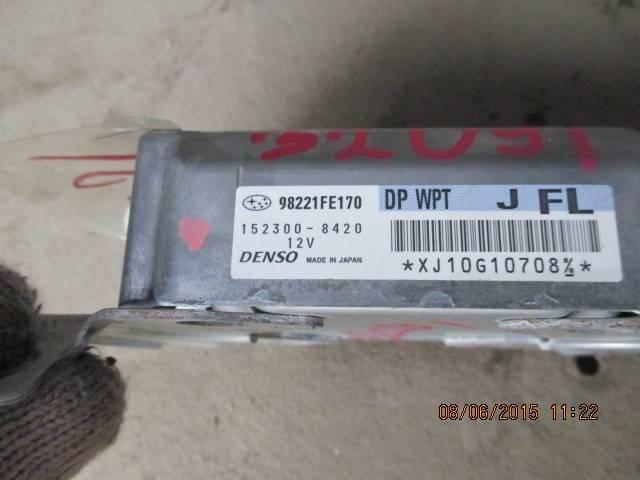 98221FE170 DP WPT J FL
152300-8420
12V
DENSO MADE IN JAPAN
*XJ10G10708%*
08/06/2015 11:22